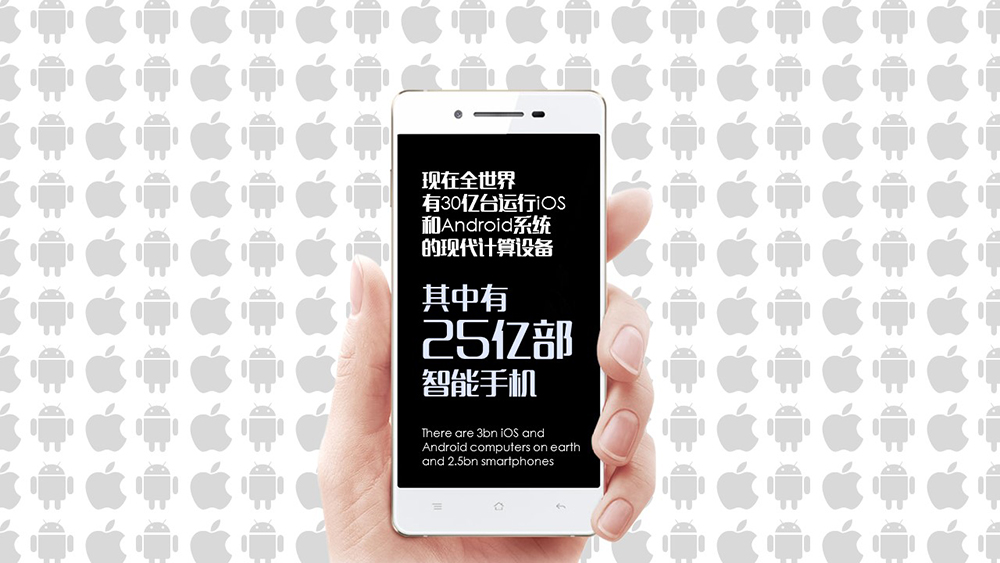 现在全世界
有30亿台运行iOS
和Android系统
的现代计算设备
其中有
25亿部
智能手机
There are 3bn iOS and
Android computers on earth
and 2.5bn smartphones